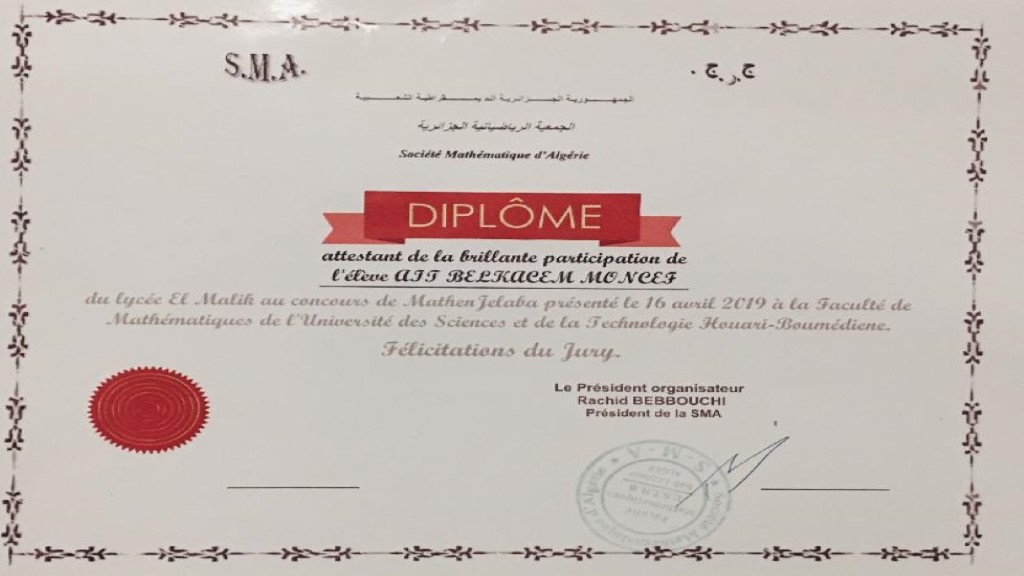 S.M.A.
ج.ر.ج.
الجمهورية الجزائرية الديمقراطية الشعبية
الجمعية الرياضياتية الجزائرية
Société Mathématique d'Algérie
DIPLÔME
attestant de la brillante participation de
l'élève AIT BELKACEM MONCEF
du lycée El Malik au concours de MathenJelaba présenté le 16 avril 2019 à la Faculté de
Mathématiques de l'Université des Sciences et de la Technologie Houari-Boumédiene.
Félicitations du Jury.
Le Président organisateur
Rachid BEBBOUCHI
Président de la SMA
S - M - A